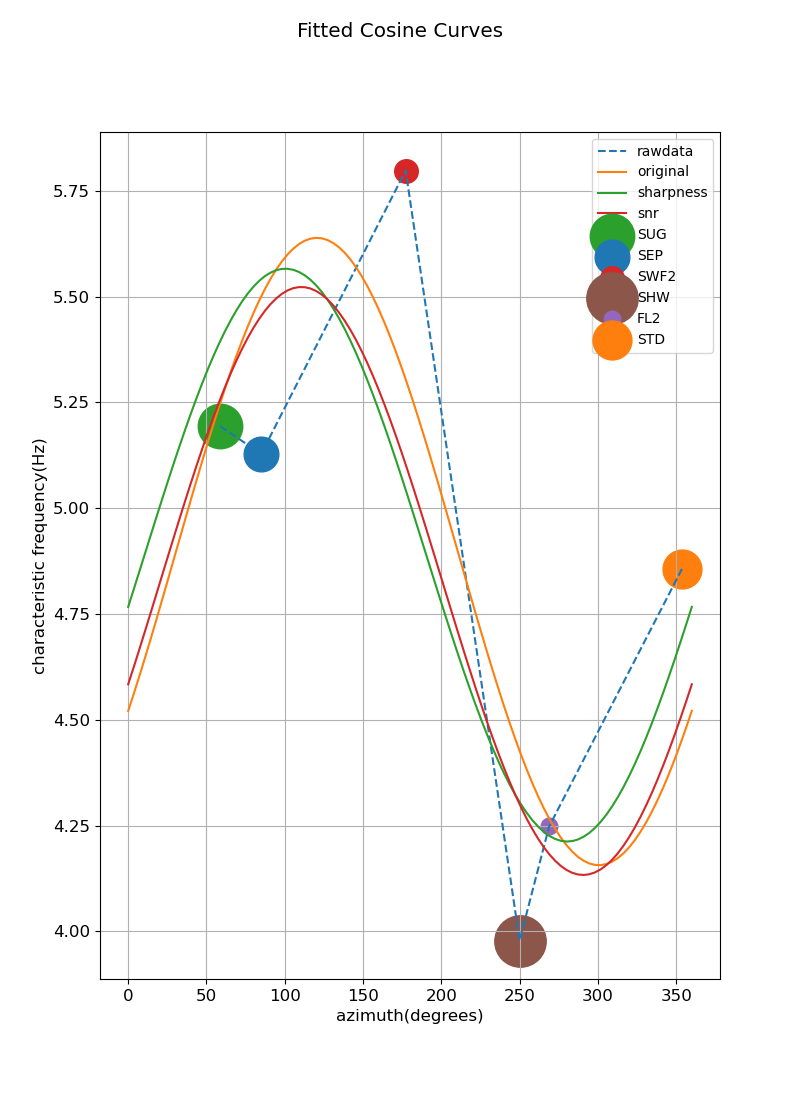 Fitted Cosine Curves
rawdata
original
sharpness
snr
SUG
SEP
SWF2
SHW
FL2
STD
characteristic frequency(Hz)
5.75
5.50
5.25
5.00
4.75
4.50
4.25
4.00
0 50 100 150 200 250 300 350
azimuth(degrees)